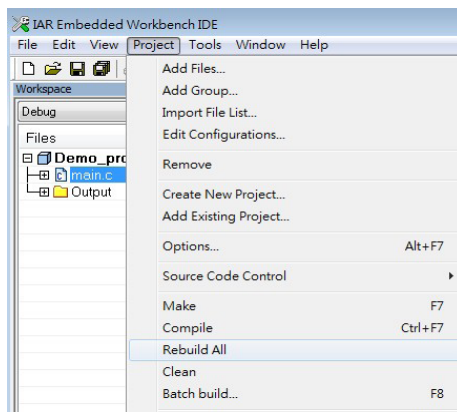 IAR Embedded Workbench IDE
File Edit View Project Tools Window Help
Workspace
Debug
Files
Demo_pro
main.c
Output
Add Files...
Add Group...
Import File List...
Edit Configurations...
Remove
Create New Project...
Add Existing Project...
Options... Alt+F7
Source Code Control
Make F7
Compile Ctrl+F7
Rebuild All
Clean
Batch build... F8